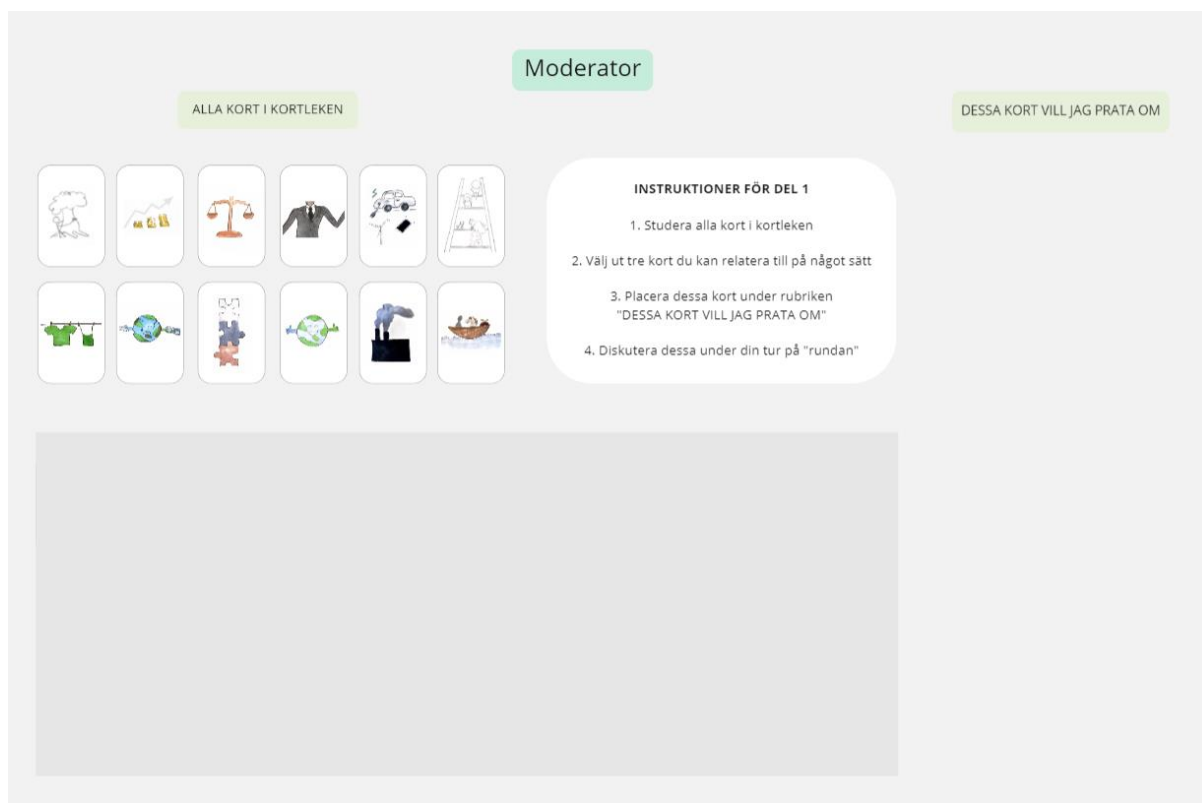 Moderator
ALLA KORT I KORTLEKEN
DESSA KORT VILL JAG PRATA OM
INSTRUKTIONER FÖR DEL 1
1. Studera alla kort i kortleken
2. Välj ut tre kort du kan relatera till på något sätt
3. Placera dessa kort under rubriken
"DESSA KORT VILL JAG PRATA OM"
4. Diskutera dessa under din tur på "rundan"